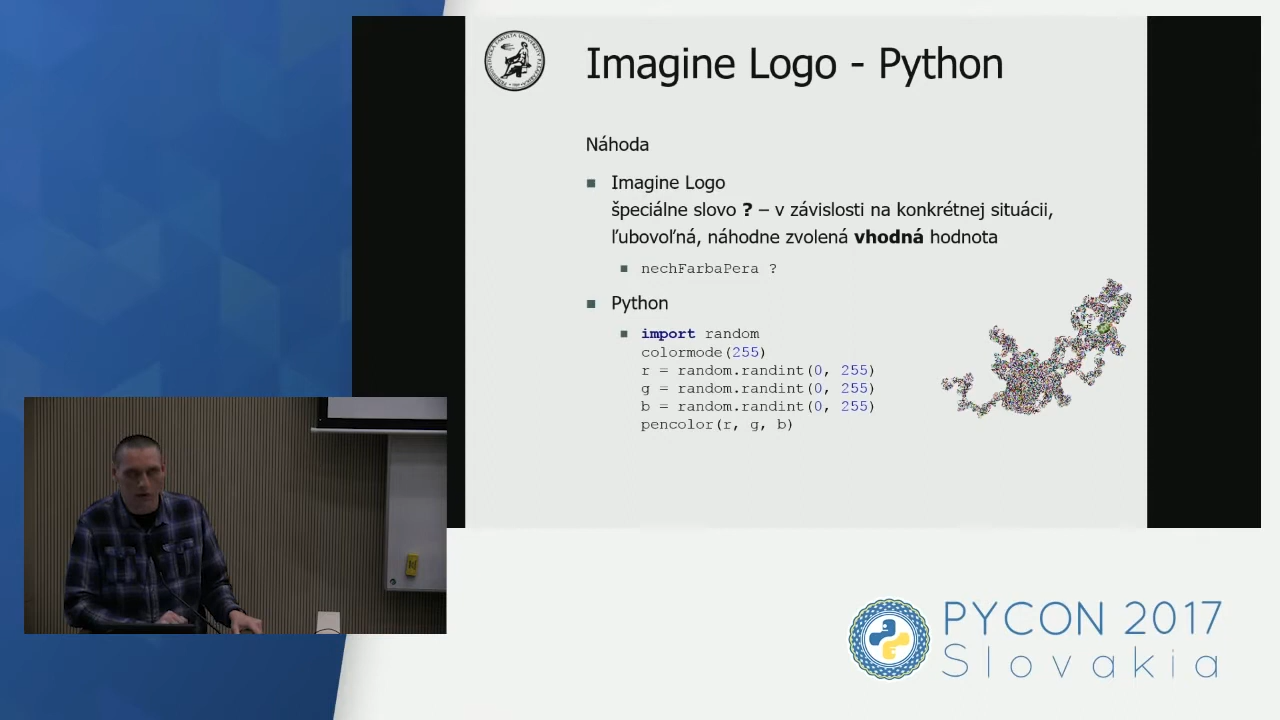 Imagine Logo - Python
Náhoda
Imagine Logo
špeciálne slovo ? – v závislosti na konkrétnej situácii,
ľubovoľná, náhodne zvolená vhodná hodnota
nechFarbaPera ?
Python
import random
colormode(255)
r = random.randint(0, 255)
g = random.randint(0, 255)
b = random.randint(0, 255)
pencolor(r, g, b)
PYCON 2017
Slovakia